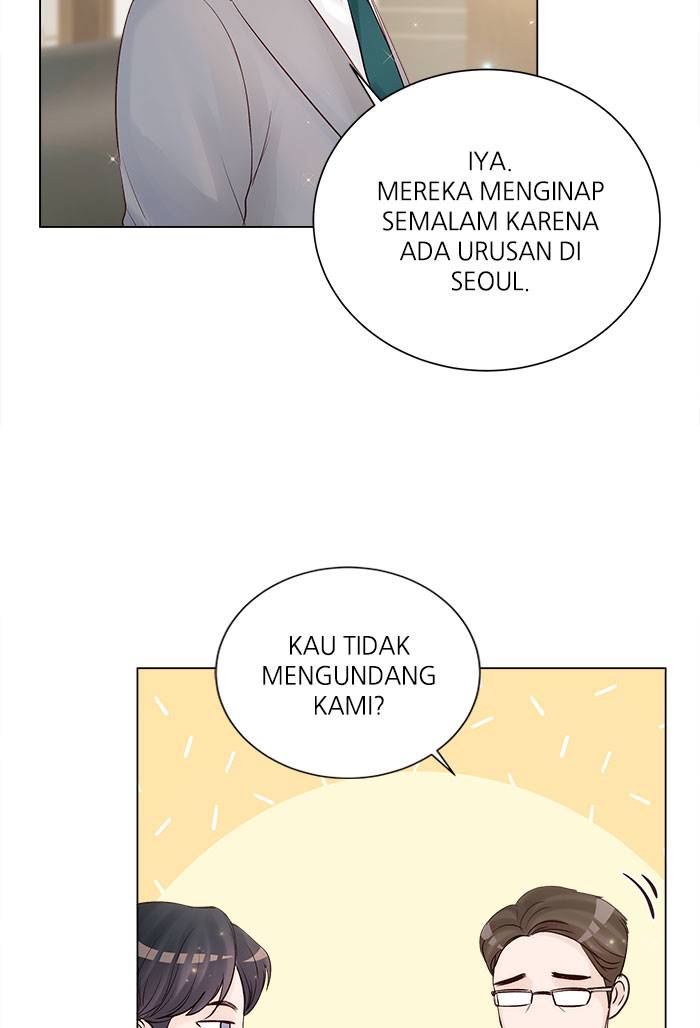 IYA.
MEREKA MENGINAP
SEMALAM KARENA
ADA URUSAN DI
SEOUL.
KAU TIDAK
MENGUNDANG
KAMI?